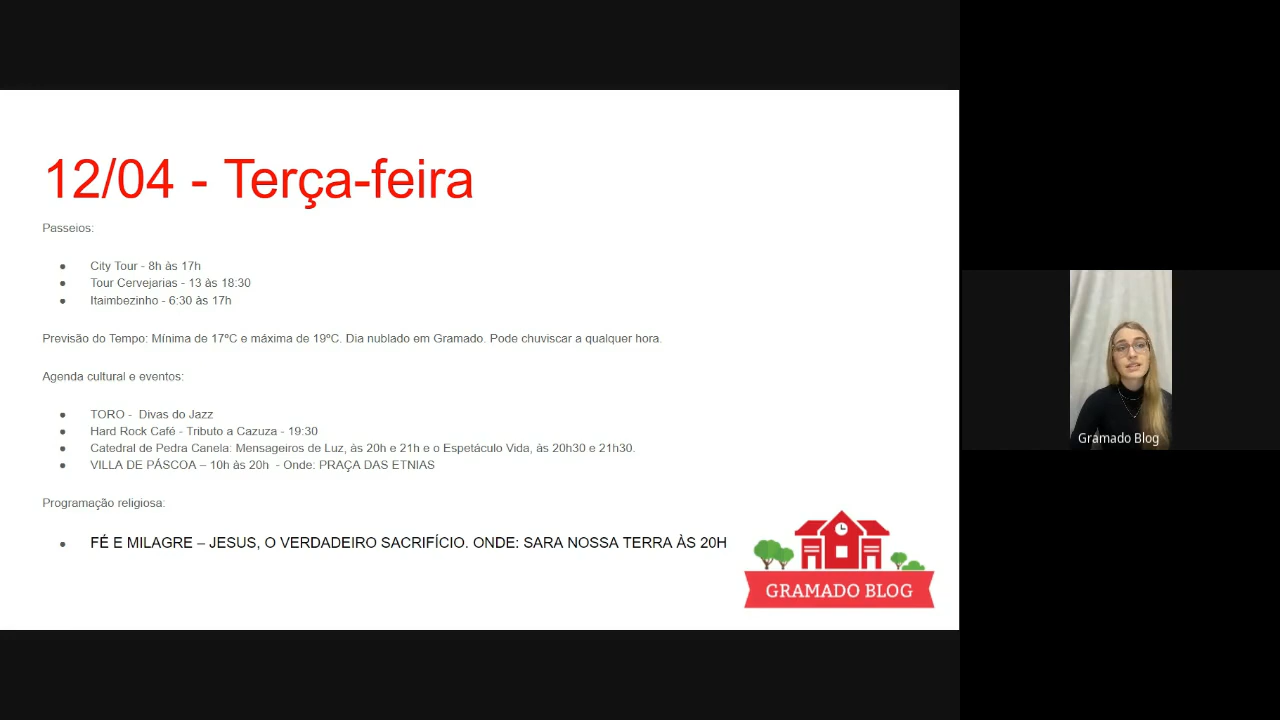 12/04 - Terça-feira
Passeios:
● City Tour - 8h às 17h
● Tour Cervejarias - 13 às 18:30
● Itaimbezinho - 6:30 às 17h
Previsão do Tempo: Mínima de 17ºC e máxima de 19ºC. Dia nublado em Gramado. Pode chuviscar a qualquer hora.
Agenda cultural e eventos:
● TORO - Divas do Jazz
● Hard Rock Café - Tributo a Cazuza - 19:30
● Catedral de Pedra Canela: Mensageiros de Luz, às 20h e 21h e o Espetáculo Vida, às 20h30 e 21h30.
● VILLA DE PÁSCOA – 10h às 20h - Onde: PRAÇA DAS ETNIAS
Programação religiosa:
● FÉ E MILAGRE – JESUS, O VERDADEIRO SACRIFÍCIO. ONDE: SARA NOSSA TERRA ÀS 20H
GRAMADO BLOG
Gramado Blog